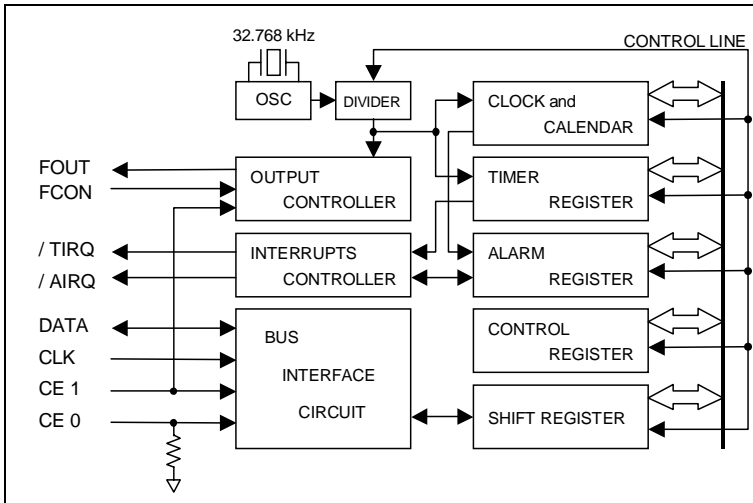 32.768 kHz
CONTROL LINE
OSC
DIVIDER
CLOCK and
CALENDAR
FOUT
FCON
OUTPUT
CONTROLLER
TIMER
REGISTER
/ TIRQ
/ AIRQ
INTERRUPTS
CONTROLLER
ALARM
REGISTER
DATA
CLK
CE 1
CE 0
BUS
INTERFACE
CIRCUIT
CONTROL
REGISTER
SHIFT REGISTER